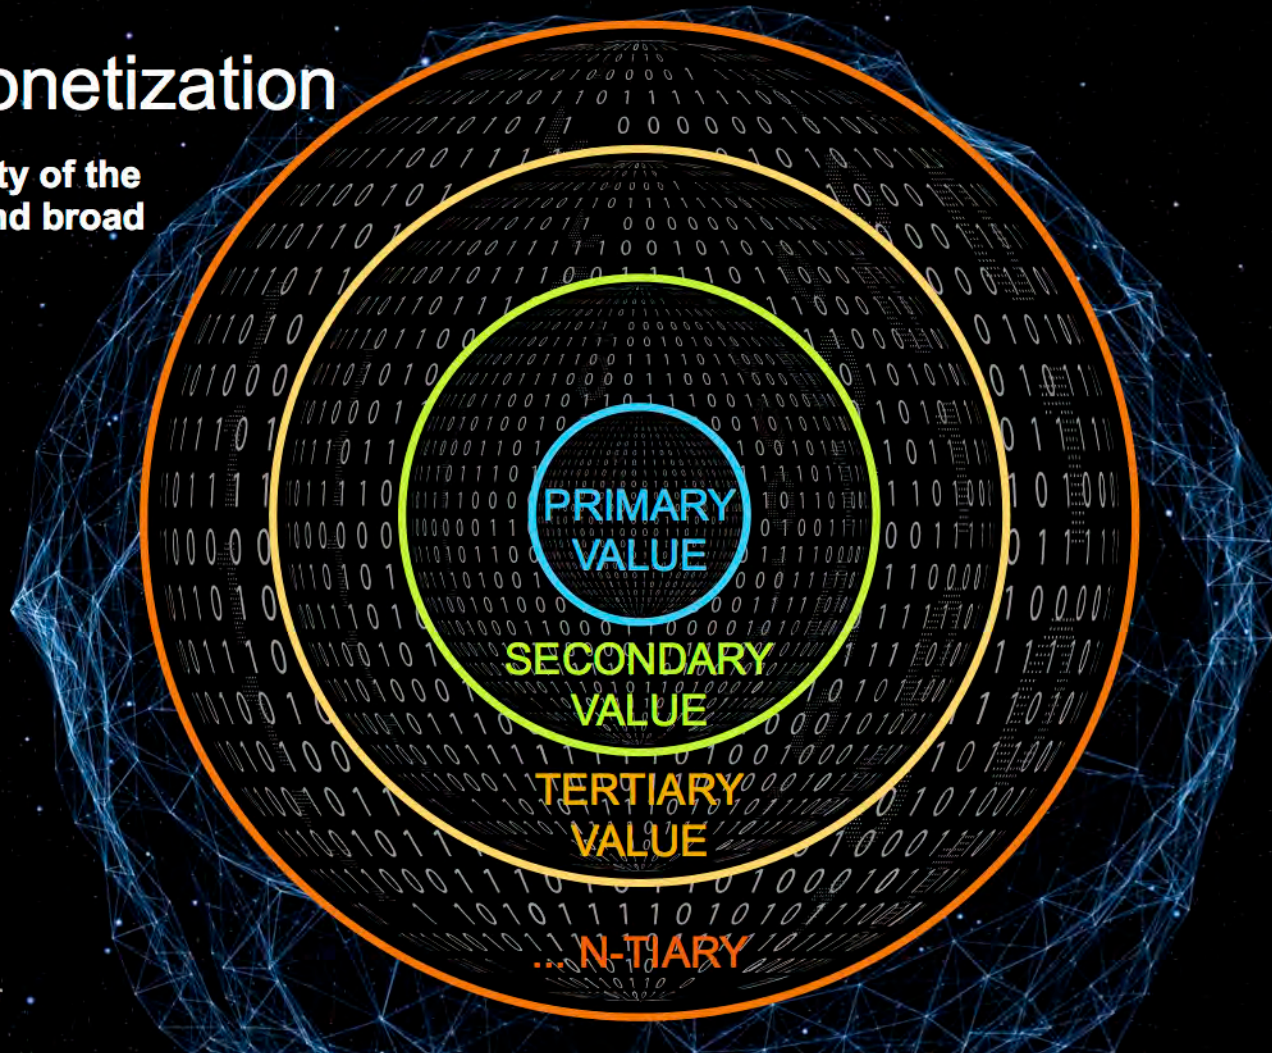 onetization
ty of the
nd broad
PRIMARY
VALUE
SECONDARY
VALUE
TERTIARY
VALUE
... N-TIARY